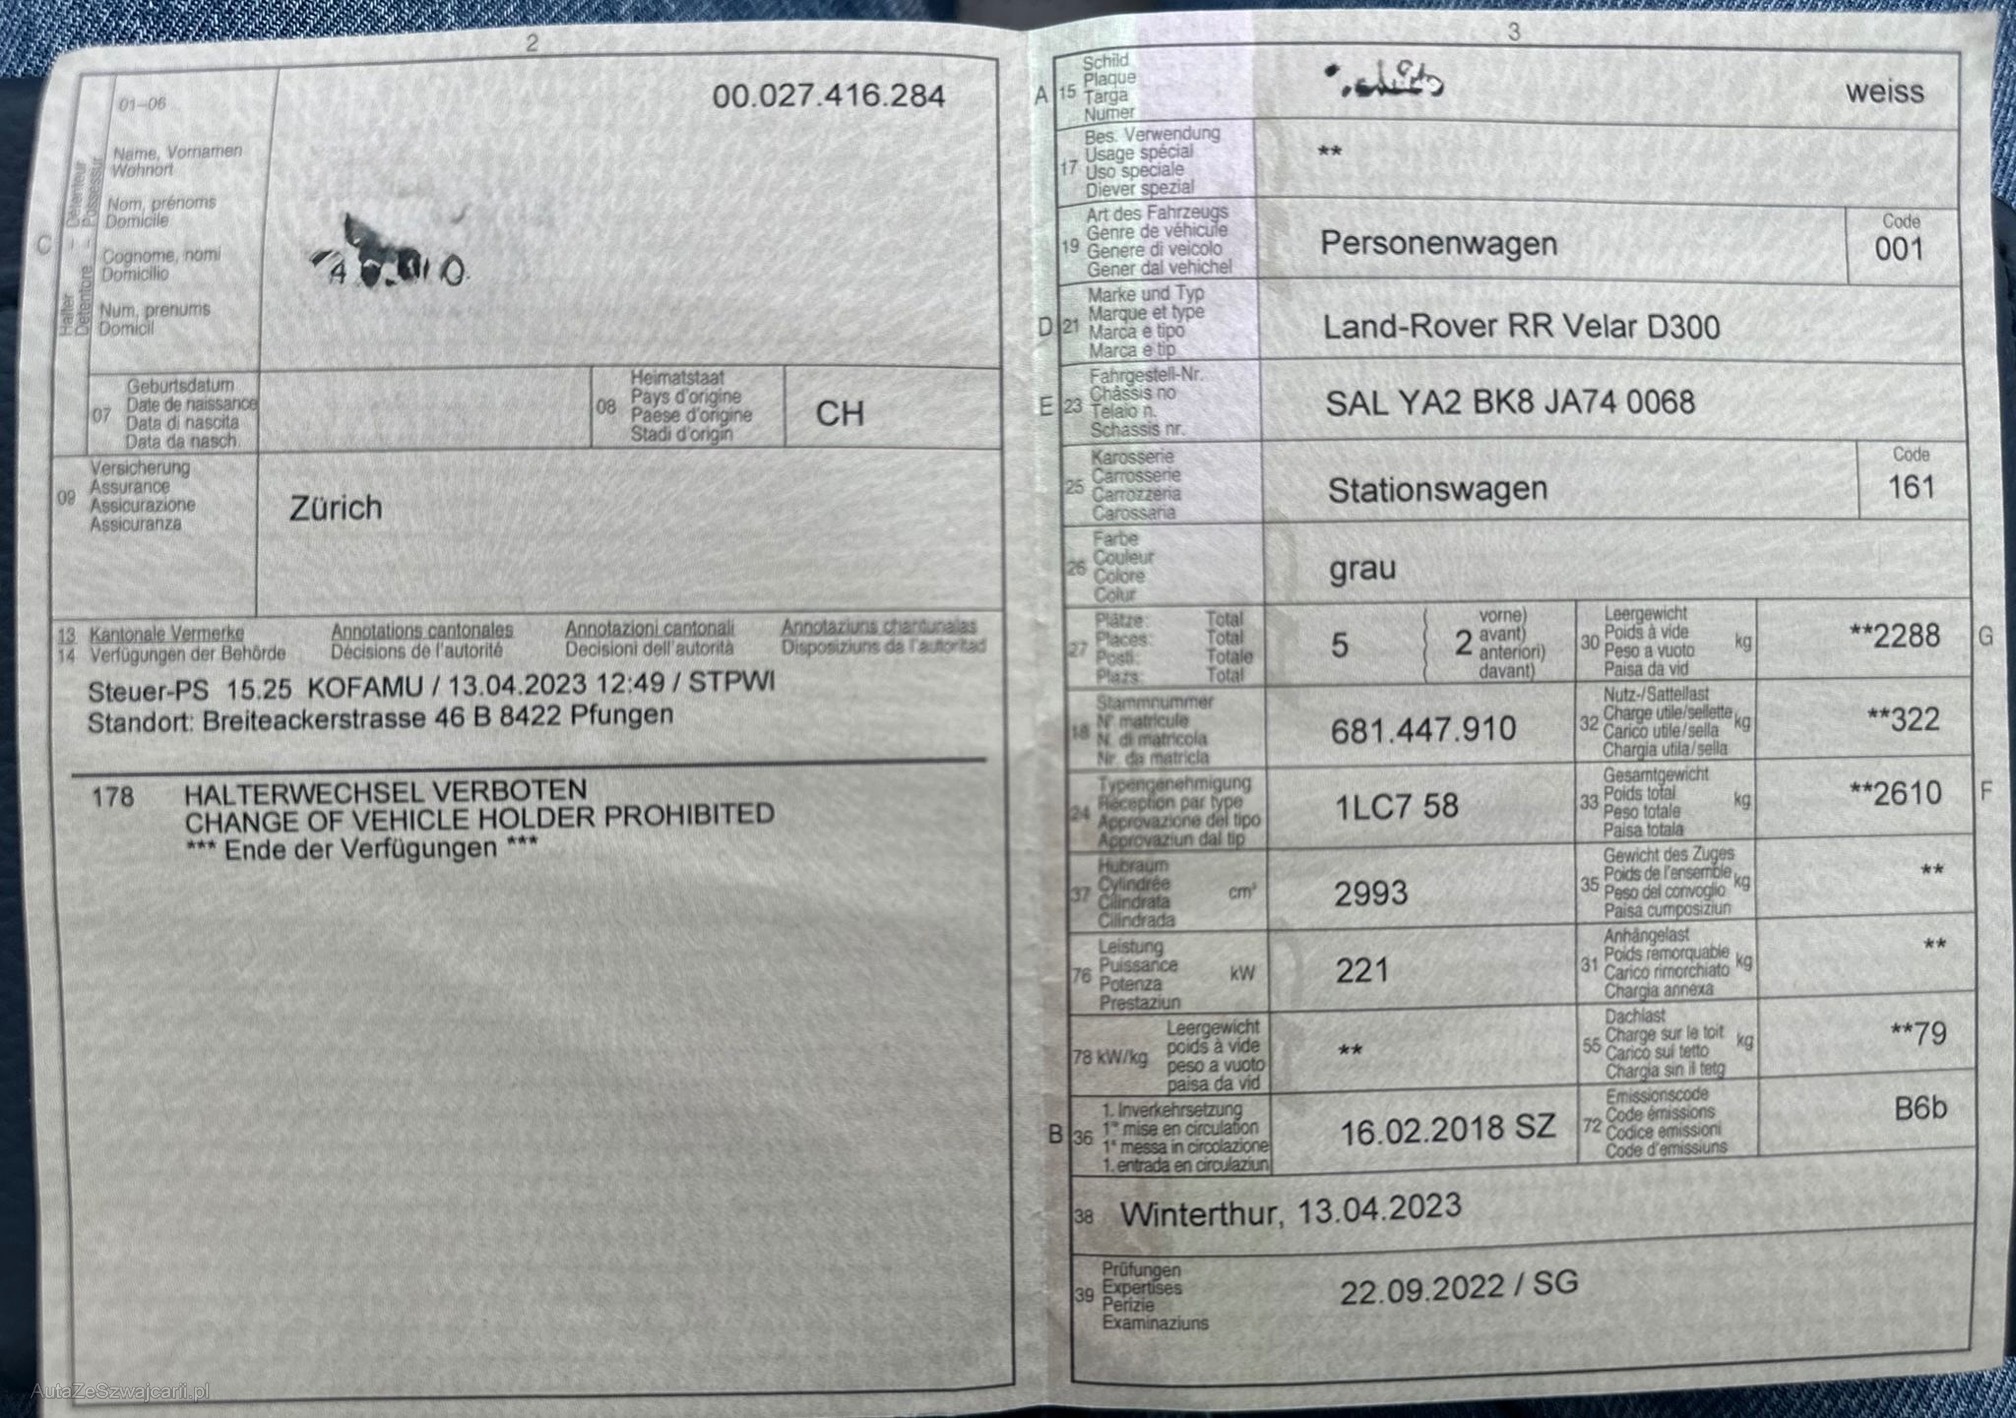 2
01–06
00.027.416.284
Name, Vornamen
Wohnort
Nom, prénoms
Domicile
Cognome, nomi
Domicilio
Num, prenums
Domicil
C
Halter – Détenteur
Detentore – Possessur
07
Geburtsdatum
Date de naissance
Data di nascita
Data da nasch.
08
Heimatstaat
Pays d'origine
Paese d'origine
Stadi d'origin
CH
09
Versicherung
Assurance
Assicurazione
Assicuranza
Zürich
13 Kantonale Vermerke Annotations cantonales Annotazioni cantonali Annotaziuns chantunalas
14 Verfügungen der Behörde Décisions de l'autorité Decisioni dell'autorità Disposiziuns da l'autoritad
Steuer-PS 15.25 KOFAMU / 13.04.2023 12:49 / STPWI
Standort: Breiteackerstrasse 46 B 8422 Pfungen
178 HALTERWECHSEL VERBOTEN
CHANGE OF VEHICLE HOLDER PROHIBITED
*** Ende der Verfügungen ***
3
A 15
Schild
Plaque
Targa
Numer
weiss
17
Bes. Verwendung
Usage spécial
Uso speciale
Diever spezial
**
19
Art des Fahrzeugs
Genre de véhicule
Genere di veicolo
Gener dal vehichel
Personenwagen
Code
001
D 21
Marke und Typ
Marque et type
Marca e tipo
Marca e tip
Land-Rover RR Velar D300
E 23
Fahrgestell-Nr.
Châssis no
Telaio n.
Schassis nr.
SAL YA2 BK8 JA74 0068
25
Karosserie
Carrosserie
Carrozzeria
Carossaria
Stationswagen
Code
161
26
Farbe
Couleur
Colore
Colur
grau
27
Plätze: Total
Places: Total
Posti: Totale
Plazs: Total
5
2
vorne)
avant)
anteriori)
davant)
30
Leergewicht
Poids à vide
Peso a vuoto
Paisa da vid
kg
**2288
G
18
Stammnummer
N° matricule
N. di matricola
Nr. da matricla
681.447.910
32
Nutz-/Sattellast
Charge utile/sellette
Carico utile/sella
Chargia utila/sella
kg
**322
24
Typengenehmigung
Réception par type
Approvazione del tipo
Approvaziun dal tip
1LC7 58
33
Gesamtgewicht
Poids total
Peso totale
Paisa totala
kg
**2610
F
37
Hubraum
Cylindrée
Cilindrata
Cilindrada
cm³
2993
35
Gewicht des Zuges
Poids de l'ensemble
Peso del convoglio
Paisa cumposiziun
kg
**
76
Leistung
Puissance
Potenza
Prestaziun
kW
221
31
Anhängelast
Poids remorquable
Carico rimorchiato
Chargia annexa
kg
**
78 kW/kg
Leergewicht
poids à vide
peso a vuoto
paisa da vid
**
55
Dachlast
Charge sur le toit
Carico sul tetto
Chargia sin il tetg
kg
**79
B 36
1. Inverkehrsetzung
1° mise en circulation
1° messa in circolazione
1. entrada en circulaziun
16.02.2018 SZ
72
Emissionscode
Code émissions
Codice emissioni
Code d'emissiuns
B6b
38 Winterthur, 13.04.2023
39
Prüfungen
Expertises
Perizie
Examinaziuns
22.09.2022 / SG
AutaZeSzwajcarii.pl